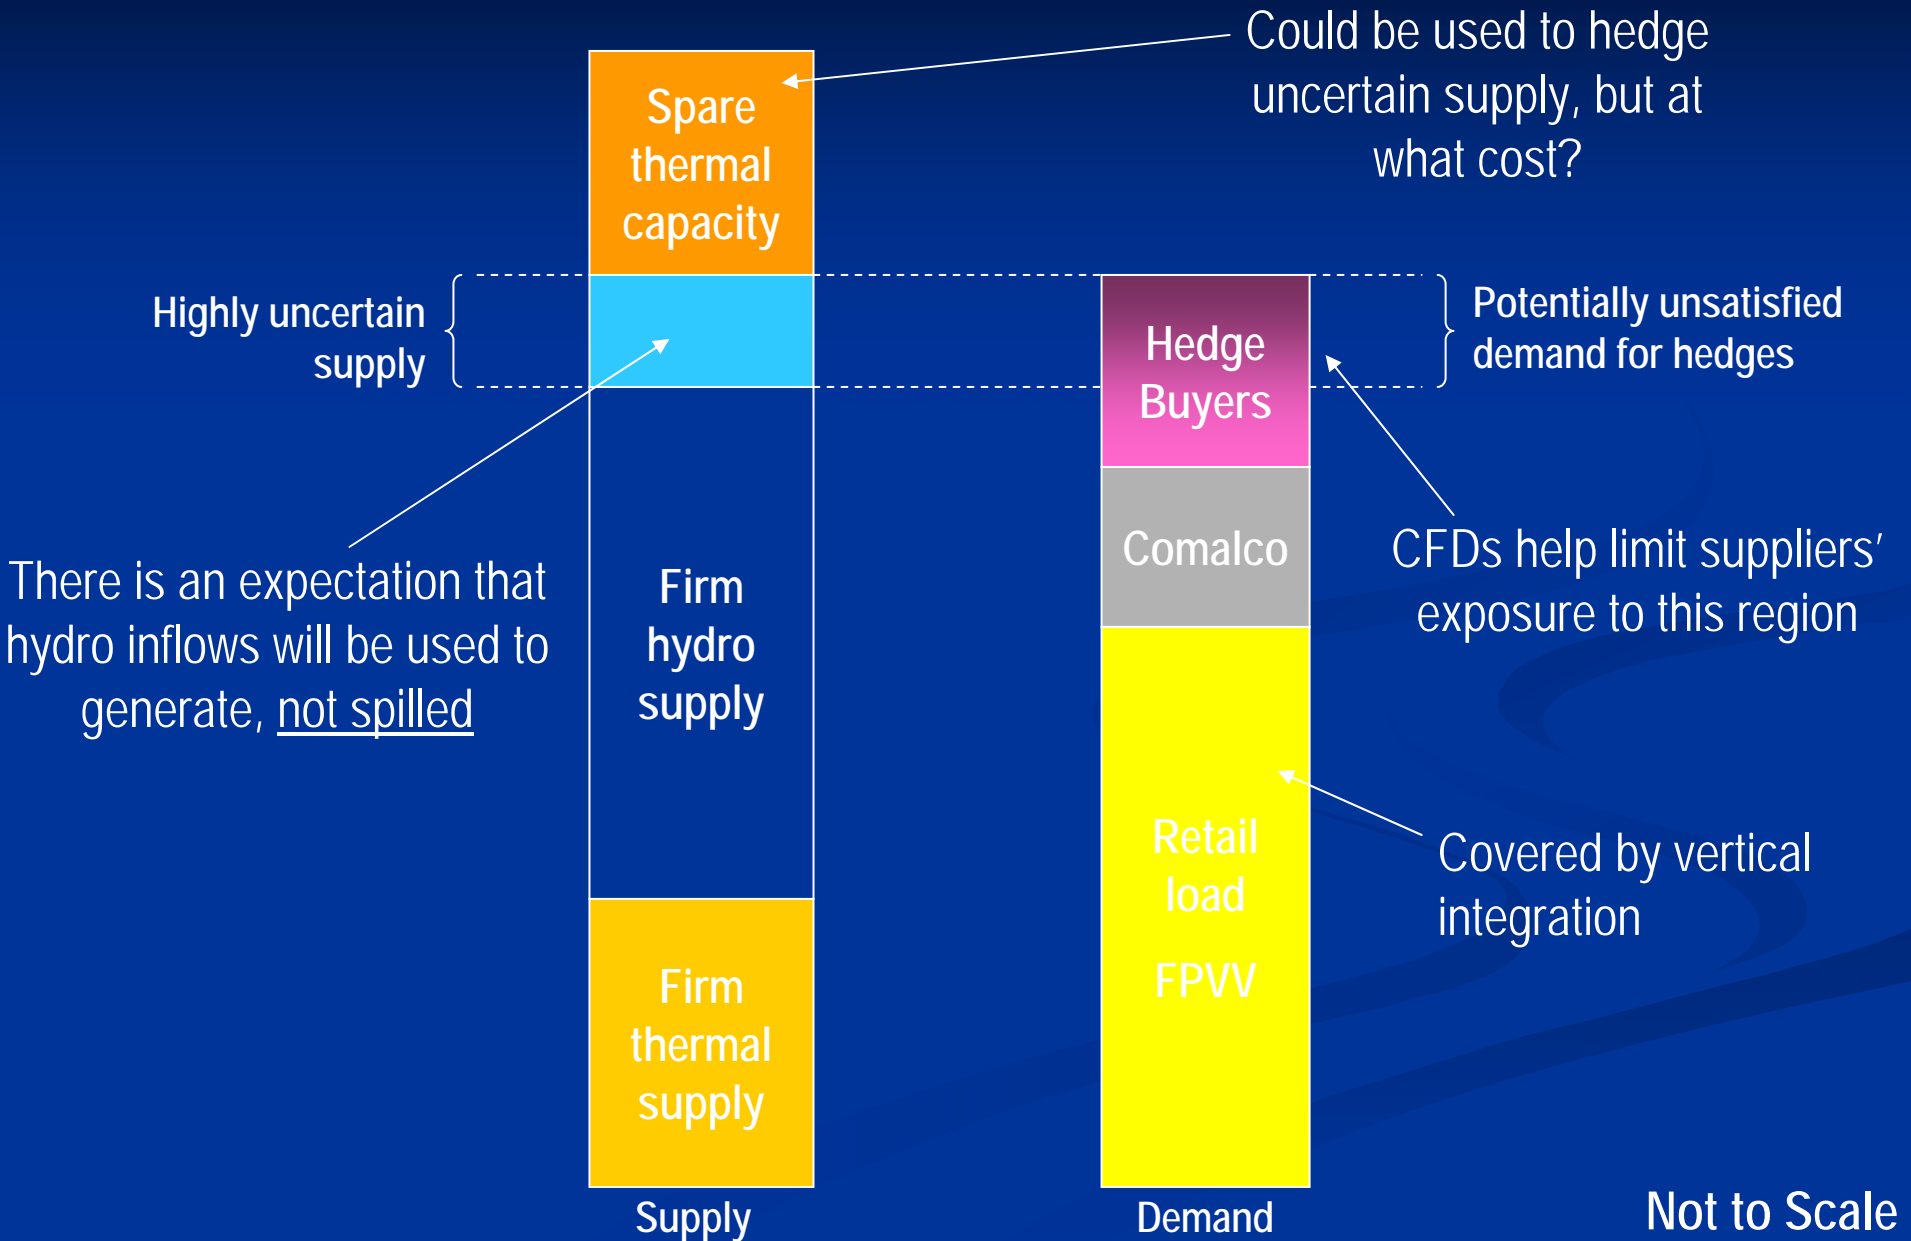 Could be used to hedge
uncertain supply, but at
what cost?
Spare
thermal
capacity
Highly uncertain
supply
Hedge
Buyers
Potentially unsatisfied
demand for hedges
There is an expectation that
hydro inflows will be used to
generate, not spilled
Firm
hydro
supply
Comalco
CFDs help limit suppliers’
exposure to this region
Retail
load
FPVV
Covered by vertical
integration
Firm
thermal
supply
Supply
Demand
Not to Scale